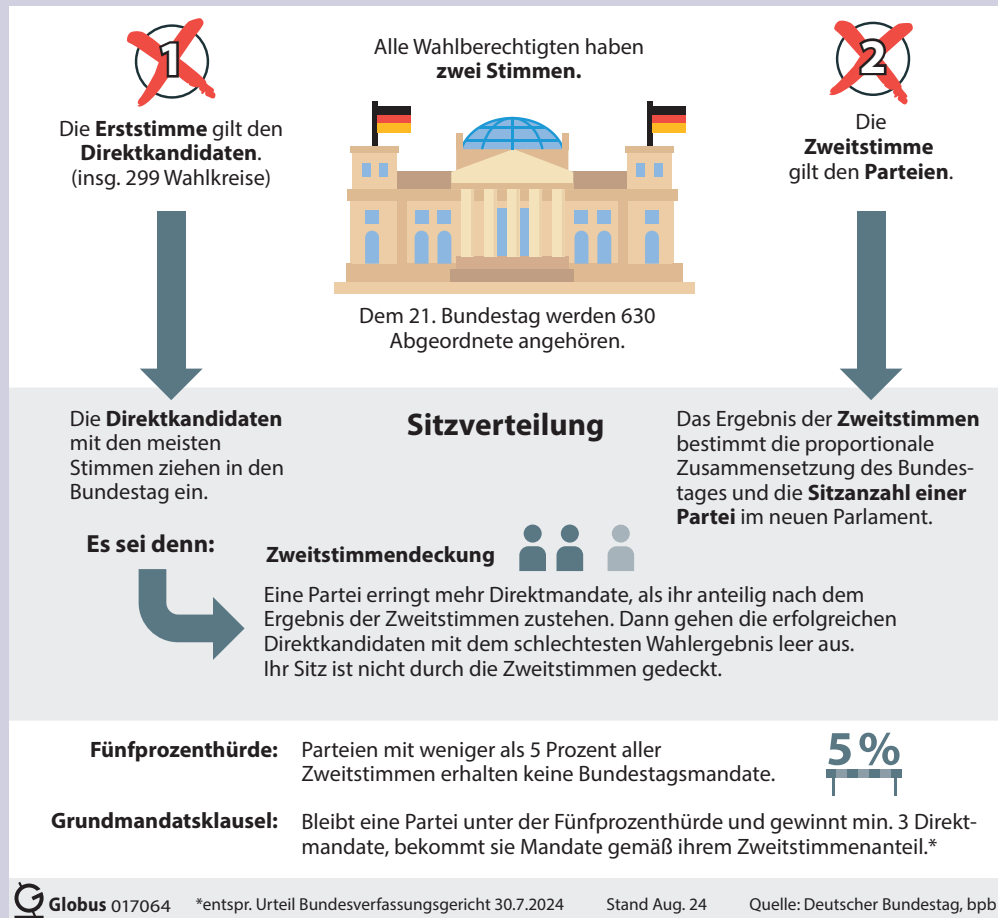 1
Die Erststimme gilt den
Direktkandidaten.
(insg. 299 Wahlkreise)
Alle Wahlberechtigten haben
zwei Stimmen.
2
Die
Zweitstimme
gilt den Parteien.
Dem 21. Bundestag werden 630
Abgeordnete angehören.
Die Direktkandidaten
mit den meisten
Stimmen ziehen in den
Bundestag ein.
Sitzverteilung
Das Ergebnis der Zweitstimmen
bestimmt die proportionale
Zusammensetzung des Bundes-
tages und die Sitzanzahl einer
Partei im neuen Parlament.
Es sei denn:
Zweitstimmendeckung
Eine Partei erringt mehr Direktmandate, als ihr anteilig nach dem
Ergebnis der Zweitstimmen zustehen. Dann gehen die erfolgreichen
Direktkandidaten mit dem schlechtesten Wahlergebnis leer aus.
Ihr Sitz ist nicht durch die Zweitstimmen gedeckt.
Fünfprozenthürde: Parteien mit weniger als 5 Prozent aller
Zweitstimmen erhalten keine Bundestagsmandate.
5 %
Grundmandatsklausel: Bleibt eine Partei unter der Fünfprozenthürde und gewinnt min. 3 Direkt-
mandate, bekommt sie Mandate gemäß ihrem Zweitstimmenanteil.*
G Globus 017064 *entspr. Urteil Bundesverfassungsgericht 30.7.2024 Stand Aug. 24 Quelle: Deutscher Bundestag, bpb